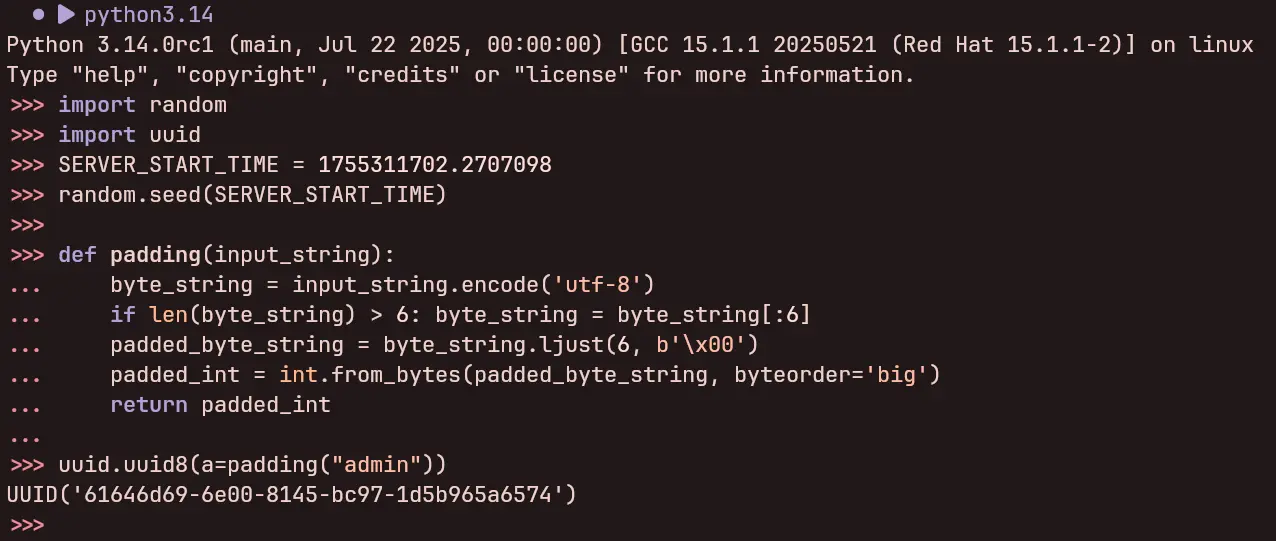 python3.14
Python 3.14.0rc1 (main, Jul 22 2025, 00:00:00) [GCC 15.1.1 20250521 (Red Hat 15.1.1-2)] on linux
Type "help", "copyright", "credits" or "license" for more information.
>>> import random
>>> import uuid
>>> SERVER_START_TIME = 1755311702.2707098
>>> random.seed(SERVER_START_TIME)
>>>
>>> def padding(input_string):
...     byte_string = input_string.encode('utf-8')
...     if len(byte_string) > 6: byte_string = byte_string[:6]
...     padded_byte_string = byte_string.ljust(6, b'\x00')
...     padded_int = int.from_bytes(padded_byte_string, byteorder='big')
...     return padded_int
...
>>> uuid.uuid8(a=padding("admin"))
UUID('61646d69-6e00-8145-bc97-1d5b965a6574')
>>>